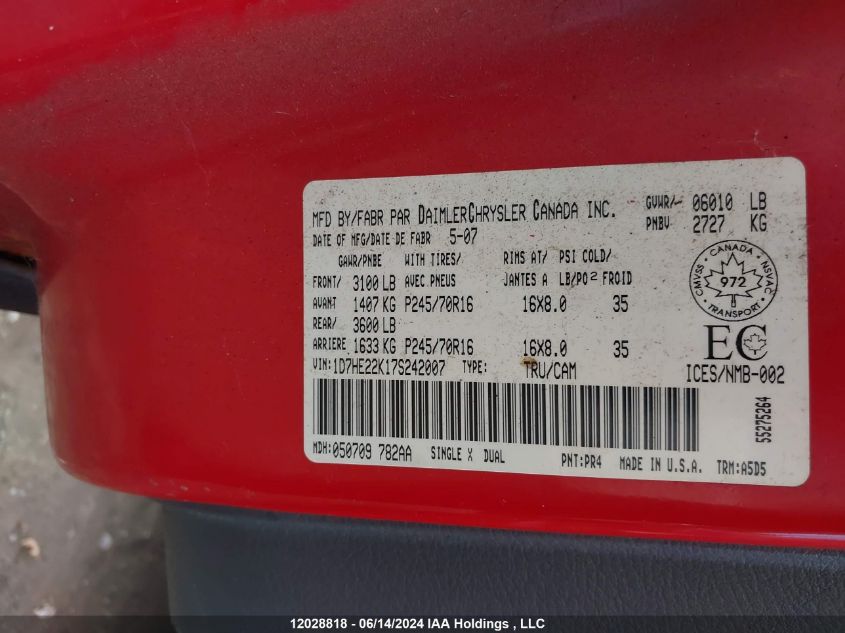 MFD BY/FABR PAR DAIMLERCHRYSLER CANADA INC. GVWR/ 06010 LB
DATE OF MFG/DATE DE FABR 5-07 PNBV 2727 KG
GAWR/PNBE WITH TIRES/ RIMS AT/ PSI COLD/
FRONT/ 3100 LB AVEC PNEUS JANTES A LB/PO2 FROID
AVANT 1407 KG P245/70R16 16X8.0 35
REAR/ 3600 LB
ARRIERE 1633 KG P245/70R16 16X8.0 35
VIN: 1D7HE22K17S242007 TYPE: TRU/CAM
CANADA
CMVSS 972 NSVAC
TRANSPORT
EC
ICES/NMB-002
55275264
MDH: 050709 782AA SINGLE X DUAL PNT: PR4 MADE IN U.S.A. TRM: A5D5
12028818 - 06/14/2024 IAA Holdings , LLC